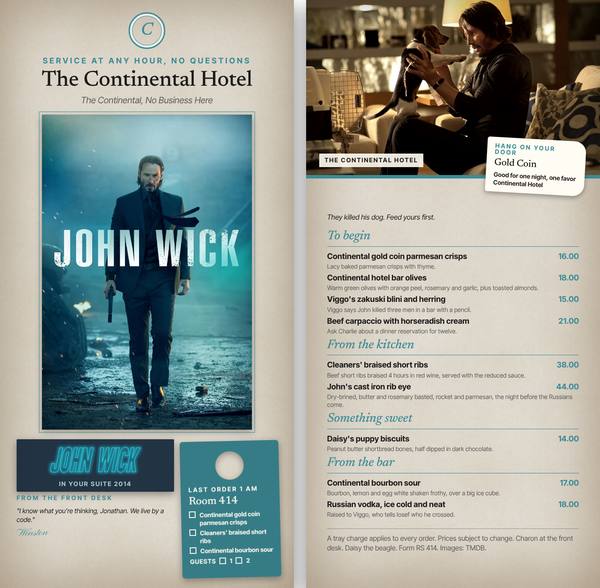 C
SERVICE AT ANY HOUR, NO QUESTIONS
The Continental Hotel
The Continental, No Business Here
JOHN WICK
JOHN WICK
IN YOUR SUITE 2014
FROM THE FRONT DESK
"I know what you're thinking, Jonathan. We live by a
code."
Winston
LAST ORDER 1 AM
Room 414
Continental gold coin
parmesan crisps
Cleaners' braised short
ribs
Continental bourbon sour
GUESTS 1 2
THE CONTINENTAL HOTEL
HANG ON YOUR
DOOR
Gold Coin
Good for one night, one favor
Continental Hotel
They killed his dog. Feed yours first.
To begin
Continental gold coin parmesan crisps 16.00
Lacy baked parmesan crisps with thyme.
Continental hotel bar olives 18.00
Warm green olives with orange peel, rosemary and garlic, plus toasted almonds.
Viggo's zakuski blini and herring 15.00
Viggo says John killed three men in a bar with a pencil.
Beef carpaccio with horseradish cream 21.00
Ask Charlie about a dinner reservation for twelve.
From the kitchen
Cleaners' braised short ribs 38.00
Beef short ribs braised 4 hours in red wine, served with the reduced sauce.
John's cast iron rib eye 44.00
Dry-brined, butter and rosemary basted, rocket and parmesan, the night before the Russians
come.
Something sweet
Daisy's puppy biscuits 14.00
Peanut butter shortbread bones, half dipped in dark chocolate.
From the bar
Continental bourbon sour 17.00
Bourbon, lemon and egg white shaken frothy, over a big ice cube.
Russian vodka, ice cold and neat 18.00
Raised to Viggo, who tells Iosef who he crossed.
A tray charge applies to every order. Prices subject to change. Charon at the front
desk. Daisy the beagle. Form RS 414. Images: TMDB.